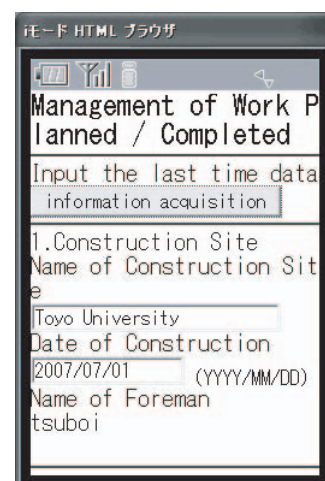 iモード HTML ブラウザ
Management of Work P
lanned / Completed
Input the last time data
information acquisition
1.Construction Site
Name of Construction Sit
e
Toyo University
Date of Construction
2007/07/01 (YYYY/MM/DD)
Name of Foreman
tsuboi